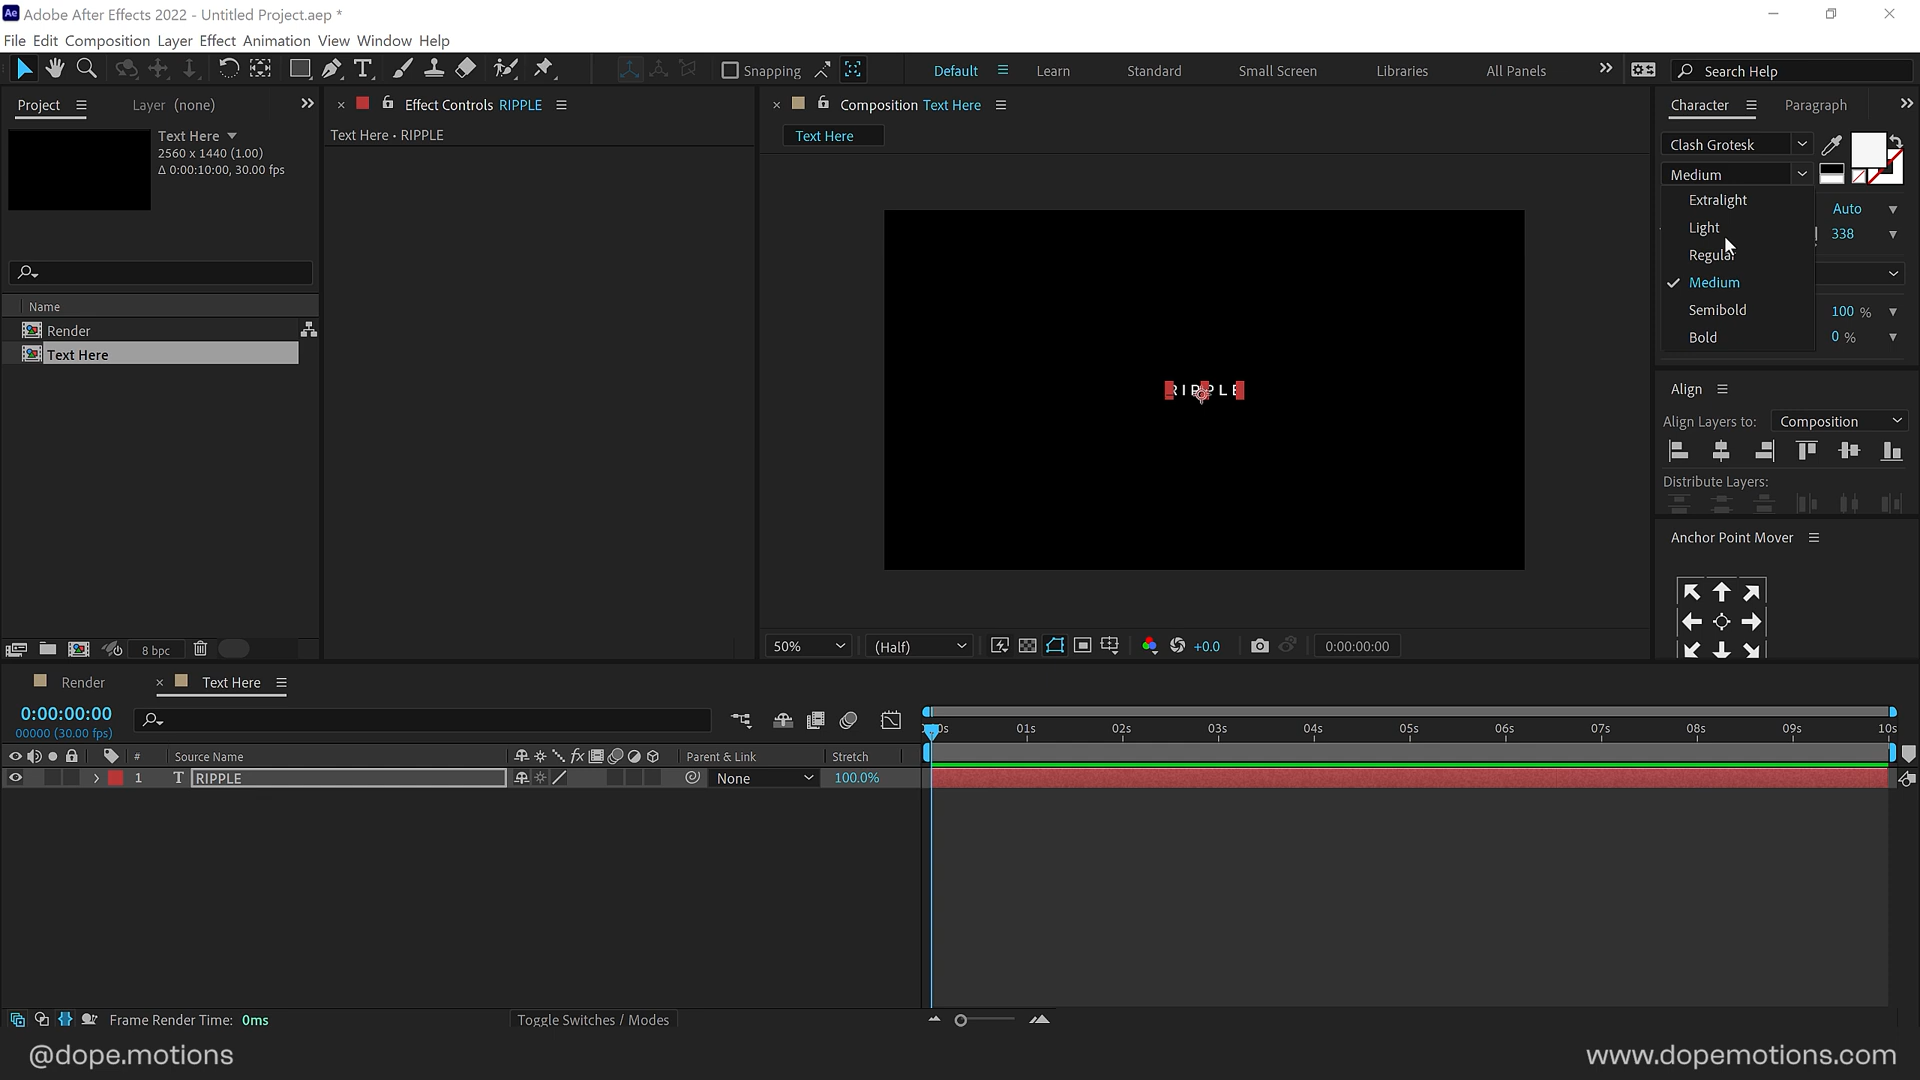 Ae Adobe After Effects 2022 - Untitled Project.aep *
File Edit Composition Layer Effect Animation View Window Help
Snapping
Default Learn Standard Small Screen Libraries All Panels
Search Help
Project Layer (none)
Effect Controls RIPPLE
Composition Text Here
Character Paragraph
Text Here
2560 x 1440 (1.00)
Δ 0:00:10:00, 30.00 fps
Text Here • RIPPLE
Text Here
Clash Grotesk
Medium
Extralight
Light
Regular
Medium
Semibold
Bold
Auto
338
100 %
0 %
Name
Render
Text Here
RIPPLE
Align
Align Layers to: Composition
Distribute Layers:
Anchor Point Mover
8 bpc
50% (Half) +0.0 0:00:00:00
Render Text Here
0:00:00:00
00000 (30.00 fps)
01s 02s 03s 04s 05s 06s 07s 08s 09s 10s
# Source Name fx Parent & Link Stretch
1 T RIPPLE None 100.0%
Frame Render Time: 0ms Toggle Switches / Modes
@dope.motions www.dopemotions.com